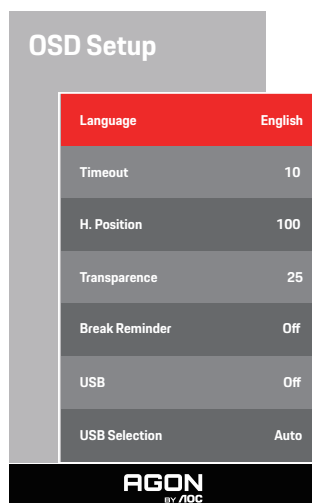 OSD Setup
Language English
Timeout 10
H. Position 100
Transparence 25
Break Reminder Off
USB Off
USB Selection Auto
AGON
BY AOC